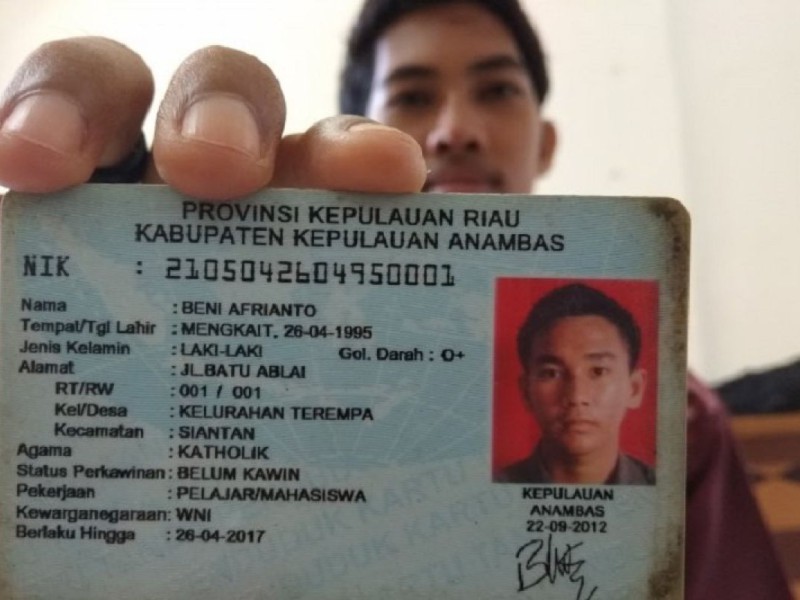 PROVINSI KEPULAUAN RIAU
KABUPATEN KEPULAUAN ANAMBAS
NIK : 2105042604950001
Nama : BENI AFRIANTO
Tempat/Tgl Lahir : MENGKAIT, 26-04-1995
Jenis Kelamin : LAKI-LAKI Gol. Darah : O+
Alamat : JL.BATU ABLAI
RT/RW : 001 / 001
Kel/Desa : KELURAHAN TEREMPA
Kecamatan : SIANTAN
Agama : KATHOLIK
Status Perkawinan : BELUM KAWIN
Pekerjaan : PELAJAR/MAHASISWA
Kewarganegaraan: WNI
Berlaku Hingga : 26-04-2017
KEPULAUAN
ANAMBAS
22-09-2012